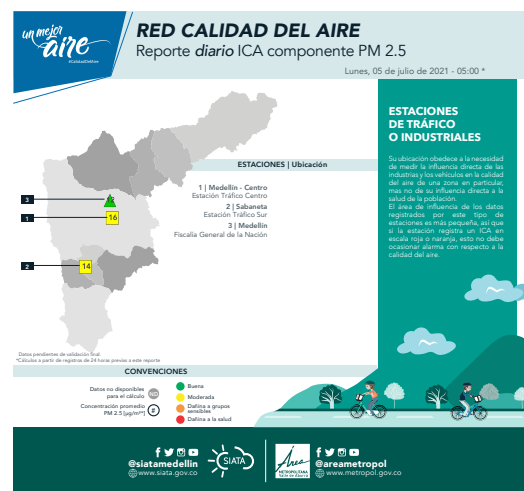 un mejor
aire
#CalidadDelAire
RED CALIDAD DEL AIRE
Reporte diario ICA componente PM 2.5
Lunes, 05 de julio de 2021 - 05:00 *
ESTACIONES | Ubicación
1 | Medellín - Centro
Estación Tráfico Centro
2 | Sabaneta
Estación Tráfico Sur
3 | Medellín
Fiscalía General de la Nación
3
1
16
2
14
ESTACIONES
DE TRÁFICO
O INDUSTRIALES
Su ubicación obedece a la necesidad
de medir la influencia directa de las
industrias y los vehículos en la calidad
del aire de una zona en particular,
mas no de su influencia directa a la
salud de la población.
El área de influencia de los datos
registrados por este tipo de
estaciones es más pequeña, así que
si la estación registra un ICA en
escala roja o naranja, esto no debe
ocasionar alarma con respecto a la
calidad del aire.
Datos pendientes de validación final.
*Cálculos a partir de registros de 24 horas previas a este reporte
CONVENCIONES
Datos no disponibles
para el cálculo
ND
Concentración promedio
PM 2.5 (µg/m³*)
#
Buena
Moderada
Dañina a grupos
sensibles
Dañina a la salud
@siatamedellin
www.siata.gov.co
SIATA
Área
METROPOLITANA
Valle de Aburrá
@areametropol
www.metropol.gov.co